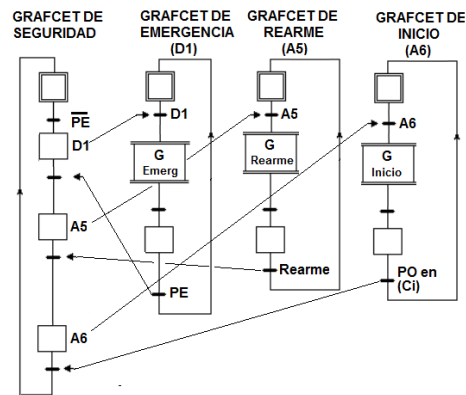 GRAFCET DE
SEGURIDAD
PE
D1
A5
A6
GRAFCET DE
EMERGENCIA
(D1)
D1
G
Emerg
PE
GRAFCET DE
REARME
(A5)
A5
G
Rearme
Rearme
GRAFCET DE
INICIO
(A6)
A6
G
Inicio
PO en
(Ci)